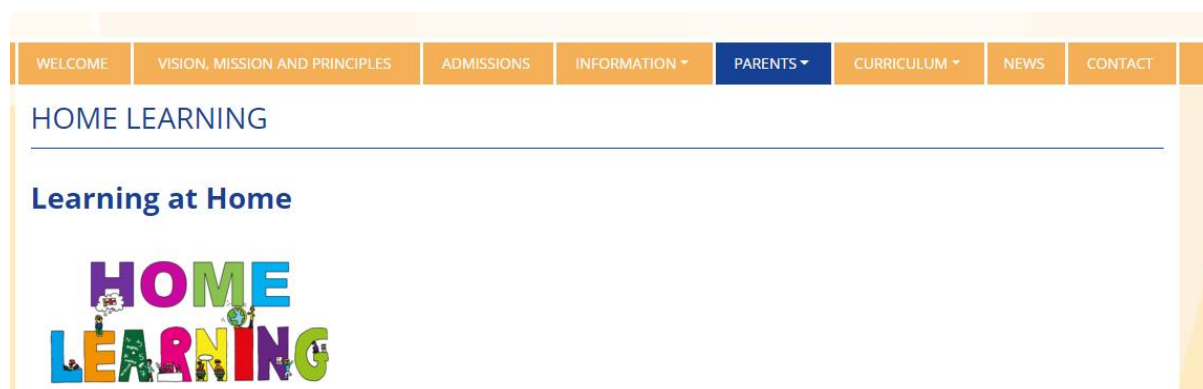 WELCOME VISION, MISSION AND PRINCIPLES ADMISSIONS INFORMATION PARENTS CURRICULUM NEWS CONTACT
HOME LEARNING
Learning at Home
HOME
LEARNING